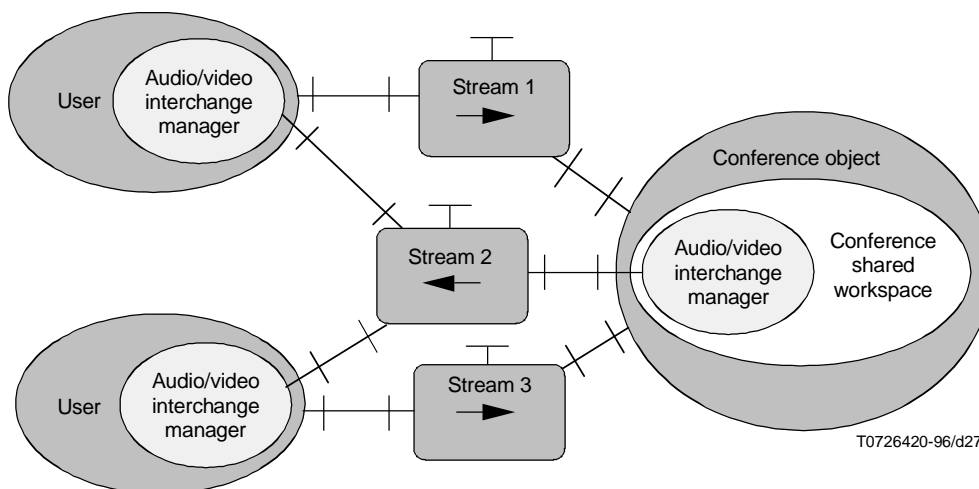 User
Audio/video
interchange
manager
Stream 1
Conference object
Stream 2
Audio/video
interchange
manager
Conference
shared
workspace
User
Audio/video
interchange
manager
Stream 3
T0726420-96/d27